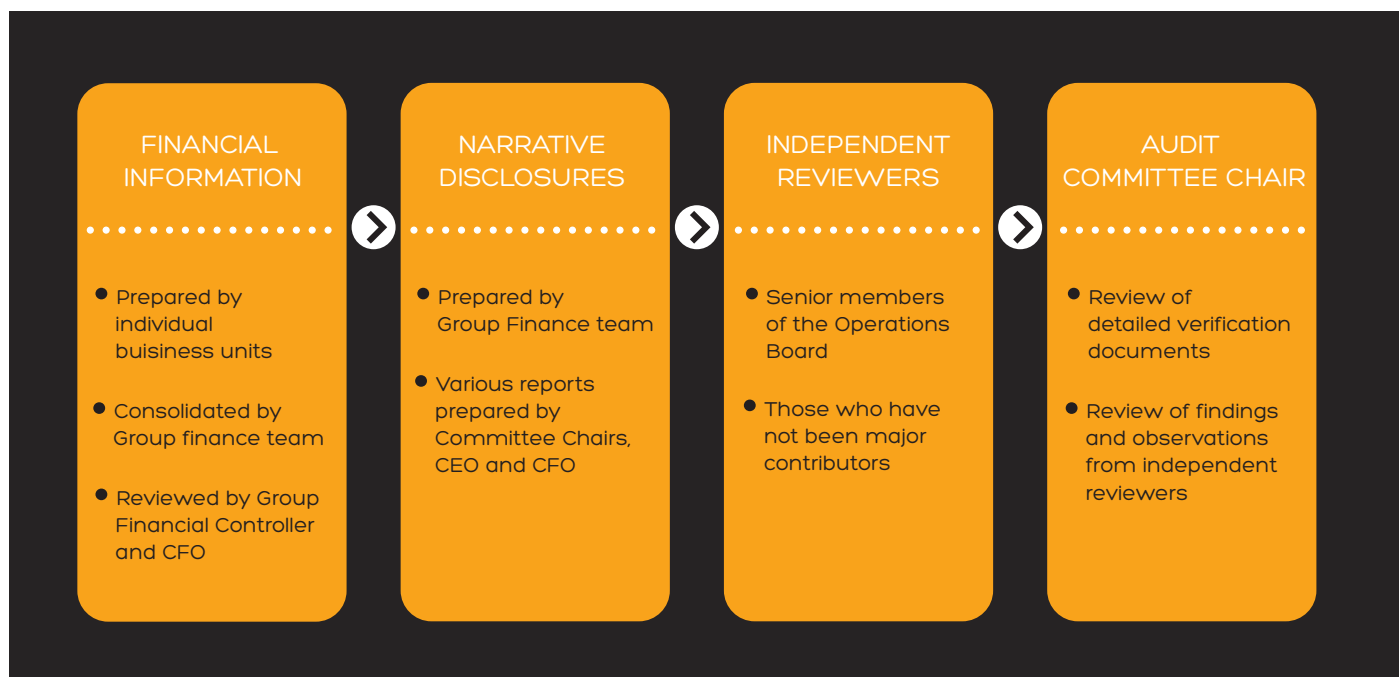 FINANCIAL
INFORMATION
• Prepared by
individual
buisiness units
• Consolidated by
Group finance team
• Reviewed by Group
Financial Controller
and CFO
NARRATIVE
DISCLOSURES
• Prepared by
Group Finance team
• Various reports
prepared by
Committee Chairs,
CEO and CFO
INDEPENDENT
REVIEWERS
• Senior members
of the Operations
Board
• Those who have
not been major
contributors
AUDIT
COMMITTEE CHAIR
• Review of
detailed verification
documents
• Review of findings
and observations
from independent
reviewers